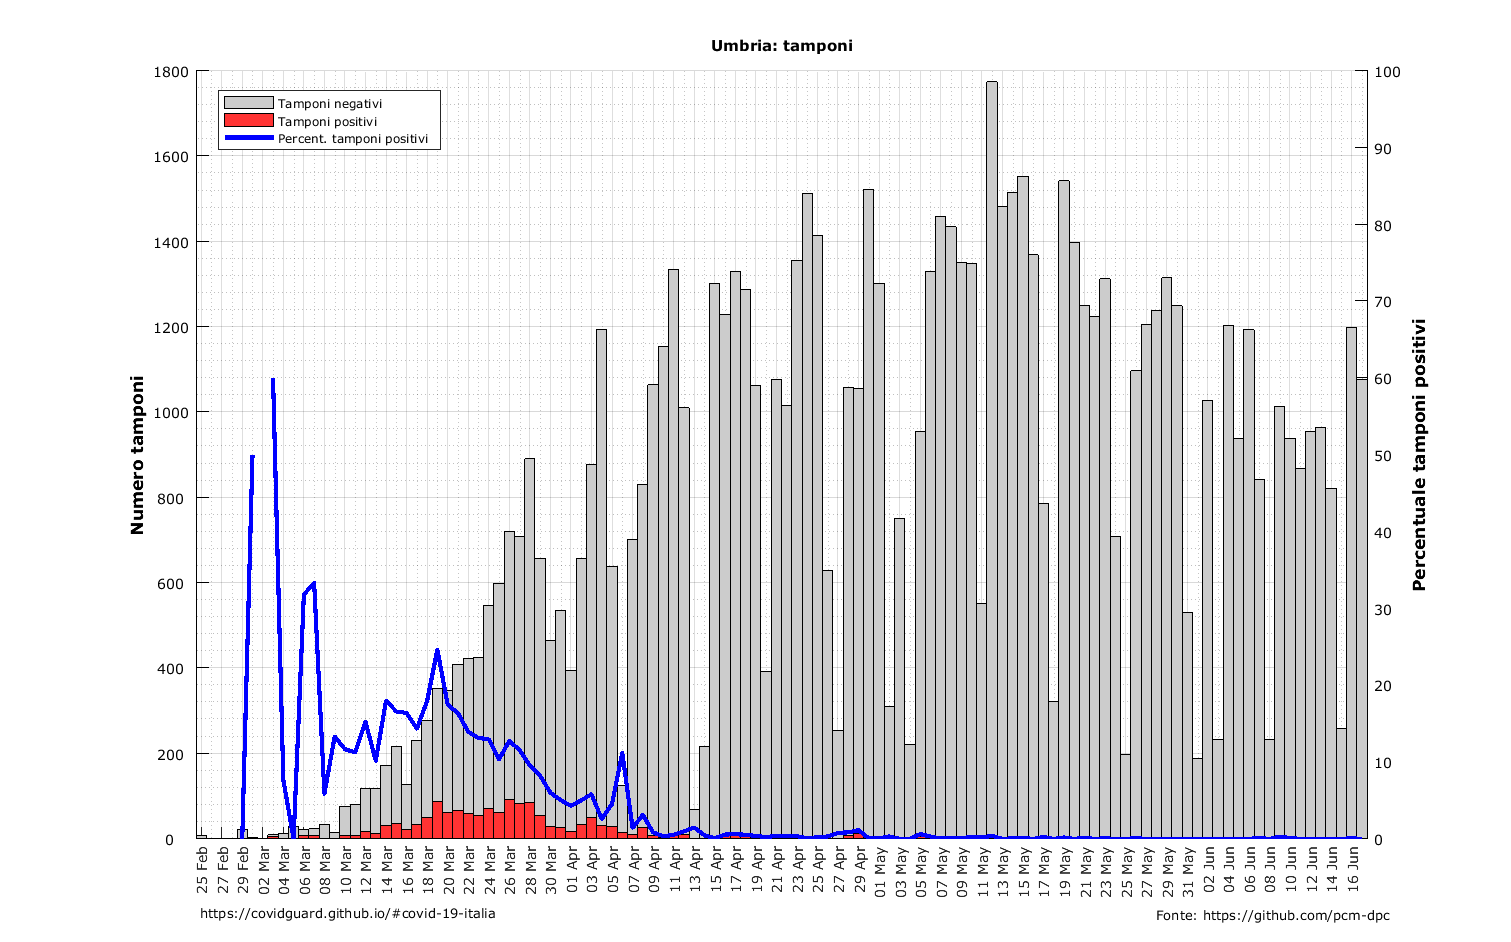 Umbria: tamponi
Tamponi negativi
Tamponi positivi
Percent. tamponi positivi
Numero tamponi
1800
1600
1400
1200
1000
800
600
400
200
0
100
90
80
70
60
50
40
30
20
10
0
Percentuale tamponi positivi
25 Feb
27 Feb
29 Feb
02 Mar
04 Mar
06 Mar
08 Mar
10 Mar
12 Mar
14 Mar
16 Mar
18 Mar
20 Mar
22 Mar
24 Mar
26 Mar
28 Mar
30 Mar
01 Apr
03 Apr
05 Apr
07 Apr
09 Apr
11 Apr
13 Apr
15 Apr
17 Apr
19 Apr
21 Apr
23 Apr
25 Apr
27 Apr
29 Apr
01 May
03 May
05 May
07 May
09 May
11 May
13 May
15 May
17 May
19 May
21 May
23 May
25 May
27 May
29 May
31 May
02 Jun
04 Jun
06 Jun
08 Jun
10 Jun
12 Jun
14 Jun
16 Jun
https://covidguard.github.io/#covid-19-italia
Fonte: https://github.com/pcm-dpc